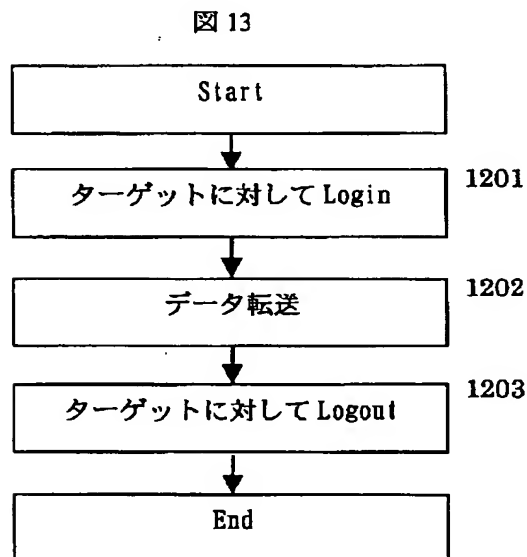 図 13
Start
ターゲットに対して Login
1201
データ転送
1202
ターゲットに対して Logout
1203
End